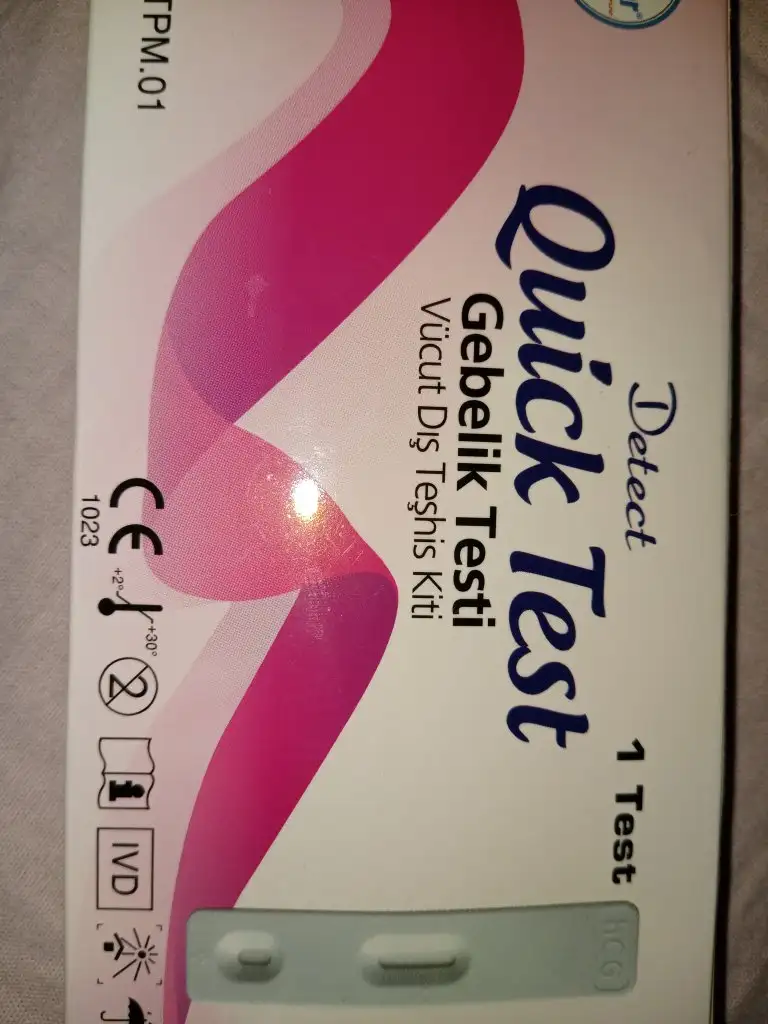 Detect
1 Test
Quick Test
Gebelik Testi
Vücut Dış Teşhis Kiti
hCG
TPM.01
CE
1023
+2°
+30°
2
i
IVD